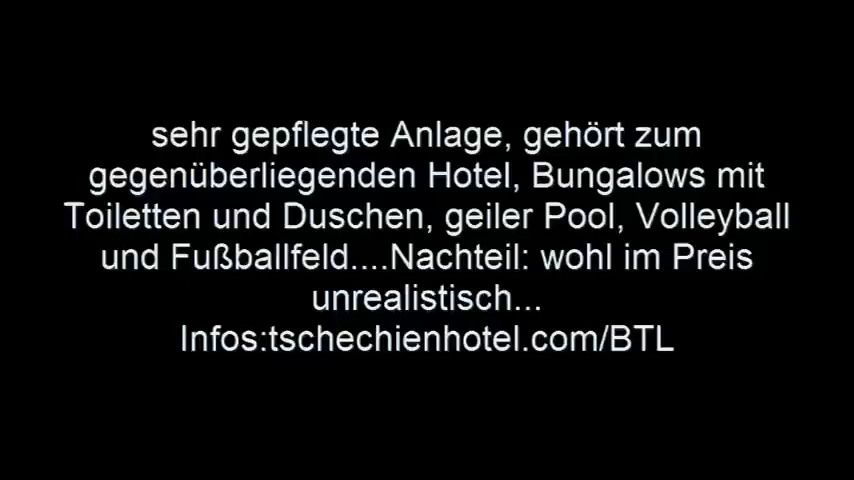 sehr gepflegte Anlage, gehört zum
gegenüberliegenden Hotel, Bungalows mit
Toiletten und Duschen, geiler Pool, Volleyball
und Fußballfeld....Nachteil: wohl im Preis
unrealistisch...
Infos:tschechienhotel.com/BTL